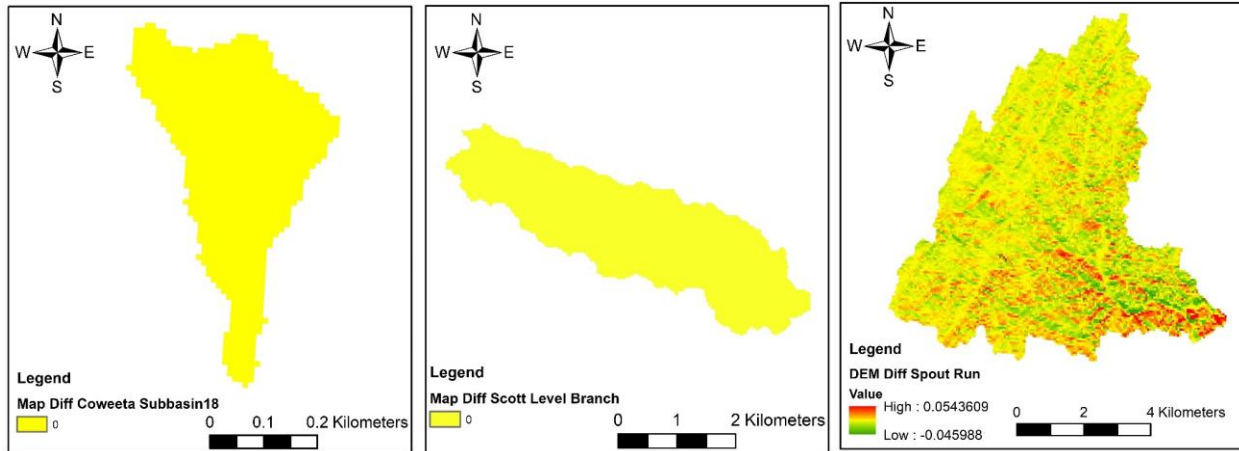 N
W E
S
Legend
Map Diff Coweeta Subbasin18
0
0 0.1 0.2 Kilometers
N
W E
S
Legend
Map Diff Scott Level Branch
0
0 1 2 Kilometers
N
W E
S
Legend
DEM Diff Spout Run
Value
High : 0.0543609
Low : -0.045988
0 2 4 Kilometers